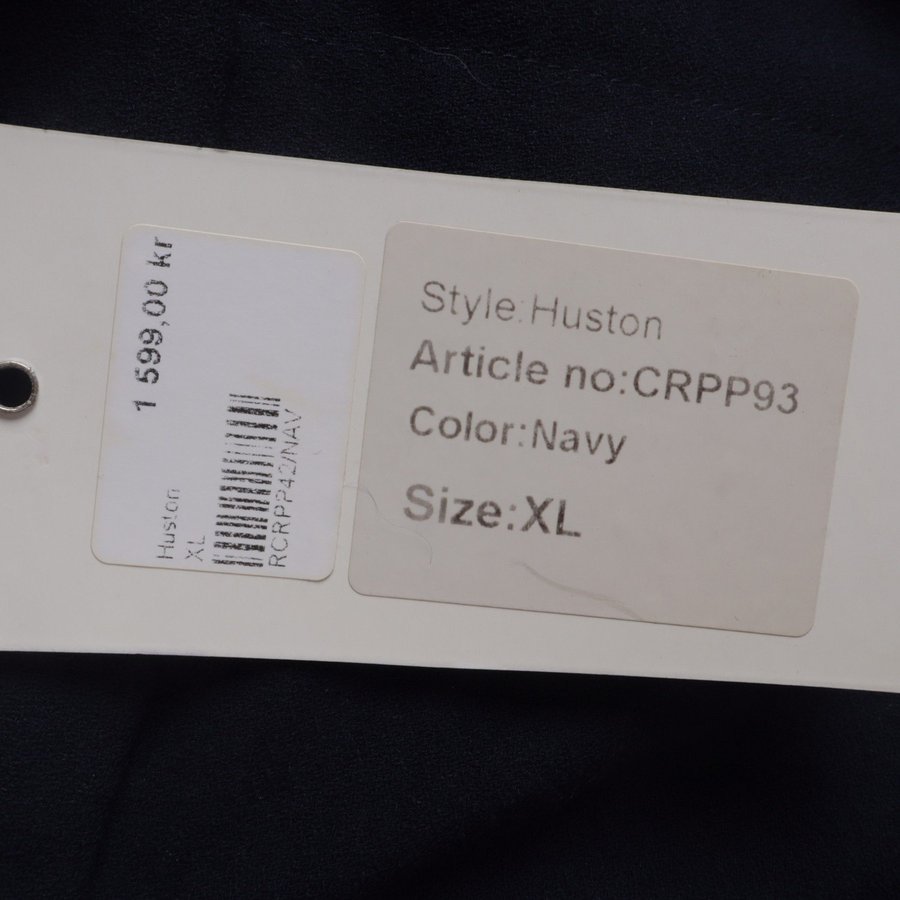 1 599,00 kr
Huston
XL
RCRPP42/NAV
Style:Huston
Article no:CRPP93
Color:Navy
Size:XL